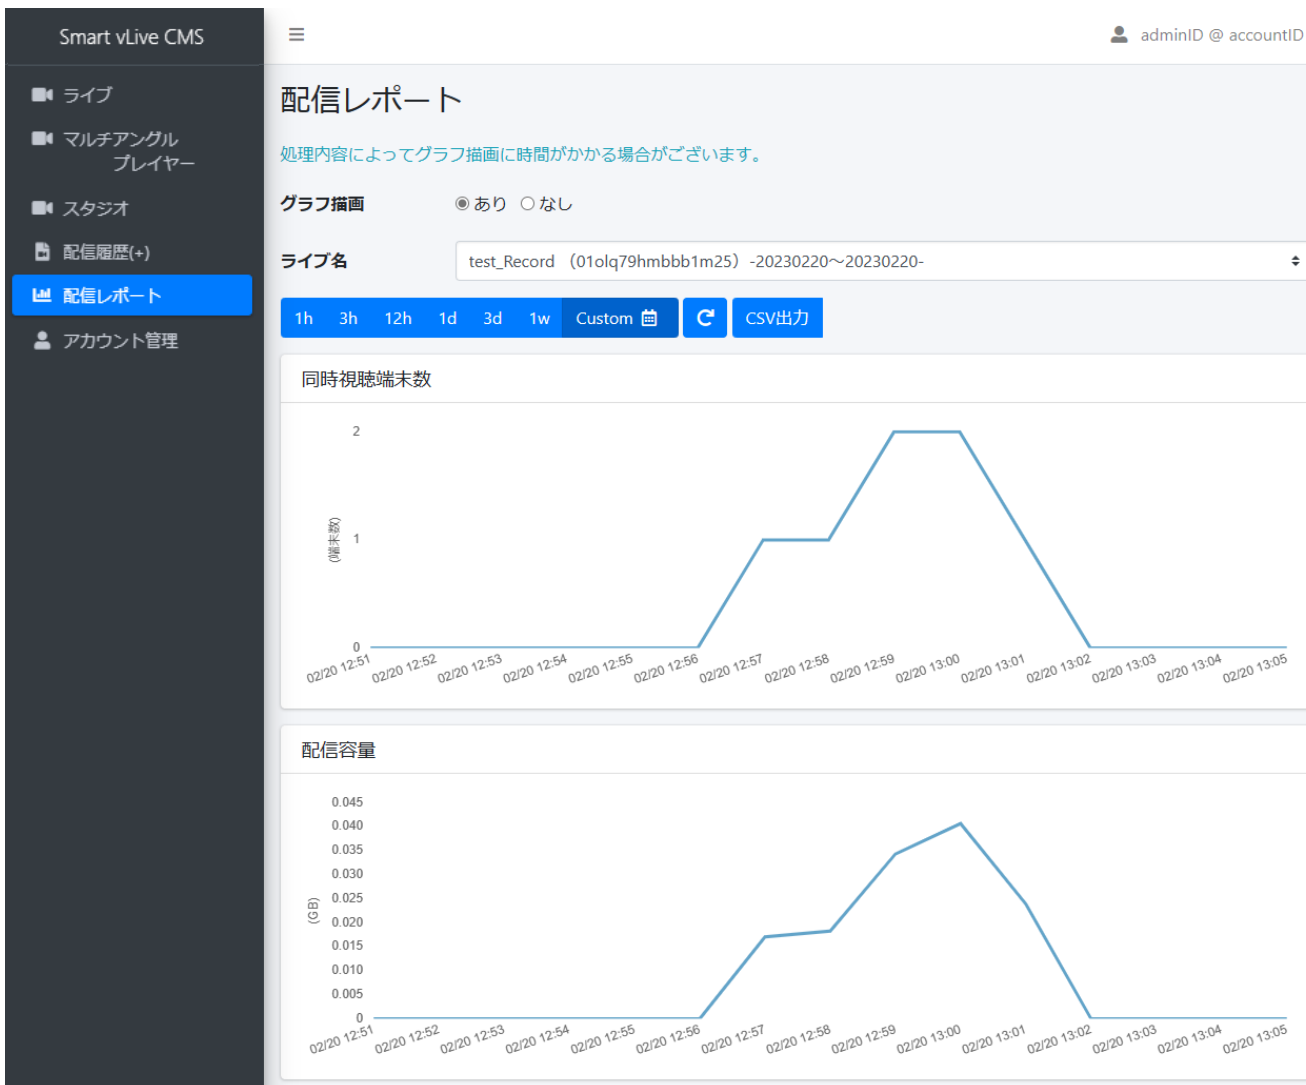 Smart vLive CMS
adminID @ accountID
ライブ
マルチアングル
プレイヤー
スタジオ
配信履歴(+)
配信レポート
アカウント管理
配信レポート
処理内容によってグラフ描画に時間がかかる場合がございます。
グラフ描画 あり なし
ライブ名 test_Record （01olq79hmbbb1m25）-20230220～20230220-
1h 3h 12h 1d 3d 1w Custom CSV出力
同時視聴端末数
2
1
0
(端末数)
02/20 12:51 02/20 12:52 02/20 12:53 02/20 12:54 02/20 12:55 02/20 12:56 02/20 12:57 02/20 12:58 02/20 12:59 02/20 13:00 02/20 13:01 02/20 13:02 02/20 13:03 02/20 13:04 02/20 13:05
配信容量
0.045
0.040
0.035
0.030
0.025
0.020
0.015
0.010
0.005
0
(GB)
02/20 12:51 02/20 12:52 02/20 12:53 02/20 12:54 02/20 12:55 02/20 12:56 02/20 12:57 02/20 12:58 02/20 12:59 02/20 13:00 02/20 13:01 02/20 13:02 02/20 13:03 02/20 13:04 02/20 13:05